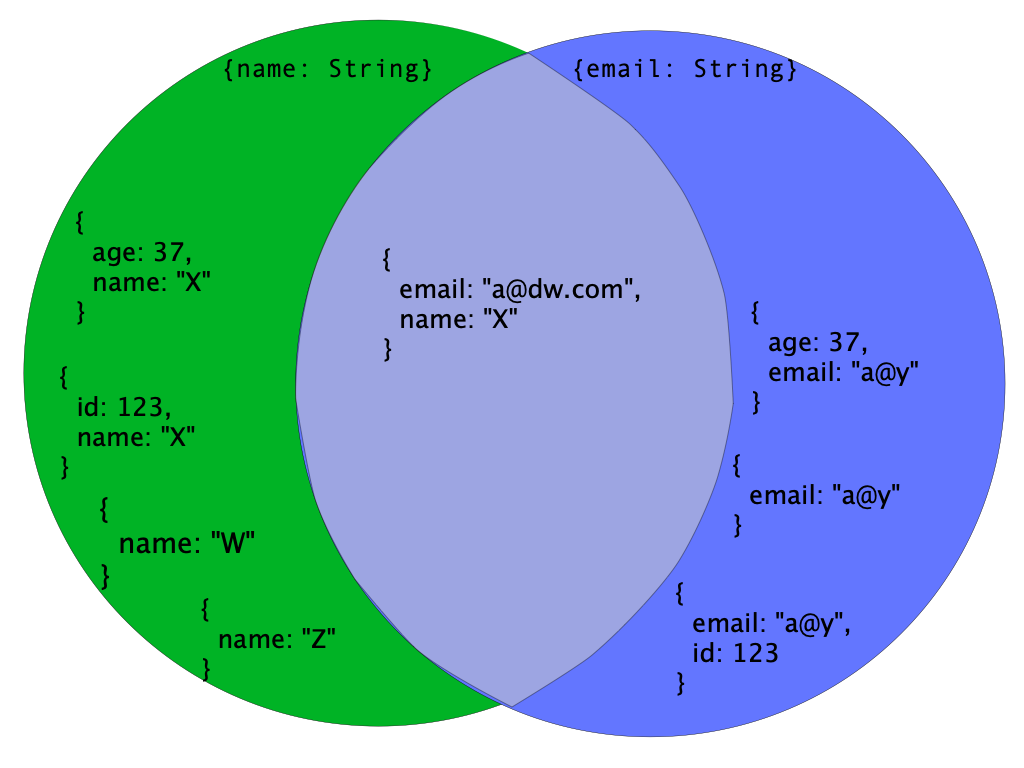 {name: String}
{email: String}
{
age: 37,
name: "X"
}
{
id: 123,
name: "X"
}
{
name: "W"
}
{
name: "Z"
}
{
email: "a@dw.com",
name: "X"
}
{
age: 37,
email: "a@y"
}
{
email: "a@y"
}
{
email: "a@y",
id: 123
}